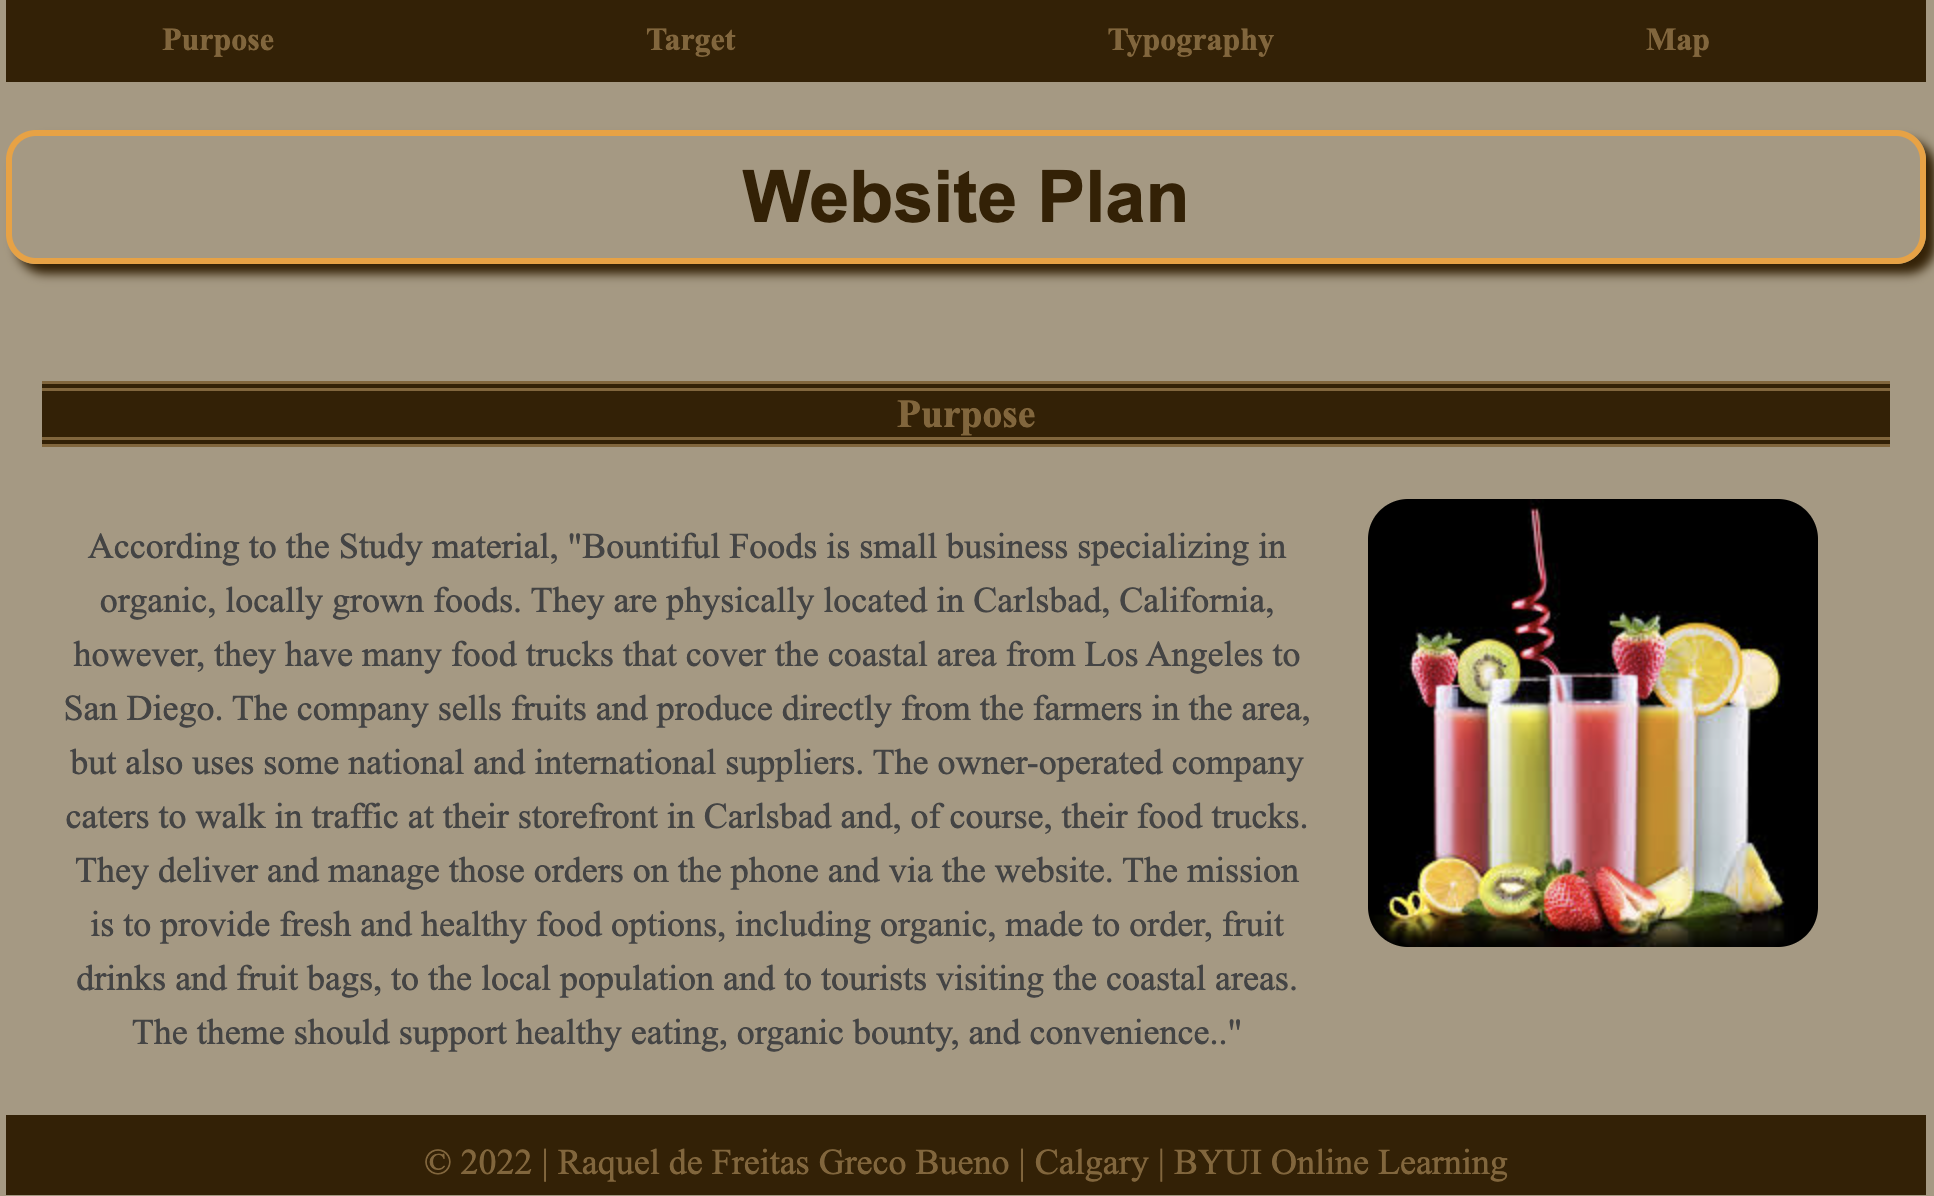 Purpose Target Typography Map
Website Plan
Purpose
According to the Study material, "Bountiful Foods is small business specializing in
organic, locally grown foods. They are physically located in Carlsbad, California,
however, they have many food trucks that cover the coastal area from Los Angeles to
San Diego. The company sells fruits and produce directly from the farmers in the area,
but also uses some national and international suppliers. The owner-operated company
caters to walk in traffic at their storefront in Carlsbad and, of course, their food trucks.
They deliver and manage those orders on the phone and via the website. The mission
is to provide fresh and healthy food options, including organic, made to order, fruit
drinks and fruit bags, to the local population and to tourists visiting the coastal areas.
The theme should support healthy eating, organic bounty, and convenience.."
© 2022 | Raquel de Freitas Greco Bueno | Calgary | BYUI Online Learning